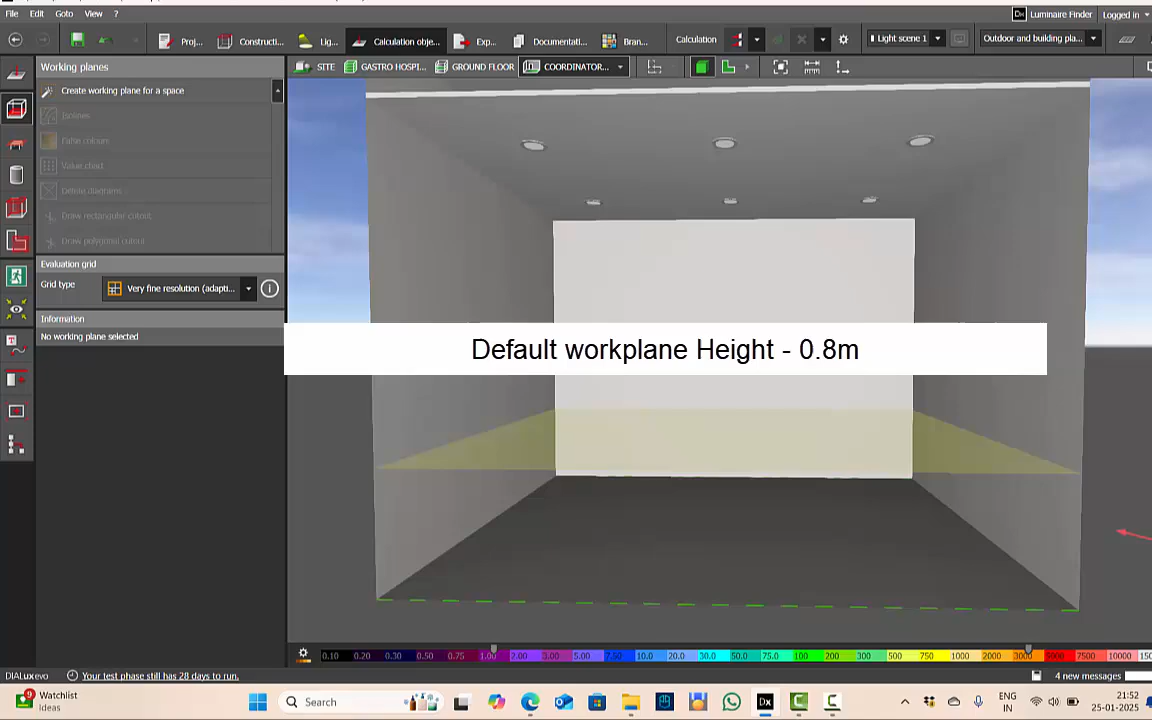 File Edit Goto View ?
Luminaire Finder Logged in
Proj... Constructi... Lig... Calculation obje... Exp... Documentati... Bran... Calculation Light scene 1 Outdoor and building pla...
Working planes
SITE GASTRO HOSPI... GROUND FLOOR COORDINATOR...
Create working plane for a space
Isolines
False colours
Value chart
Delete diagrams
Draw rectangular cutout
Draw polygonal cutout
Evaluation grid
Grid type Very fine resolution (adapti...
Information
No working plane selected
Default workplane Height - 0.8m
0.10 0.20 0.30 0.50 0.75 1.00 2.00 3.00 5.00 7.50 10.0 20.0 30.0 50.0 75.0 100 200 300 500 750 1000 2000 3000 5000 7500 10000
DIALux evo Your test phase still has 28 days to run. 4 new messages
Watchlist
Ideas
Search
ENG
IN
21:52
25-01-2025